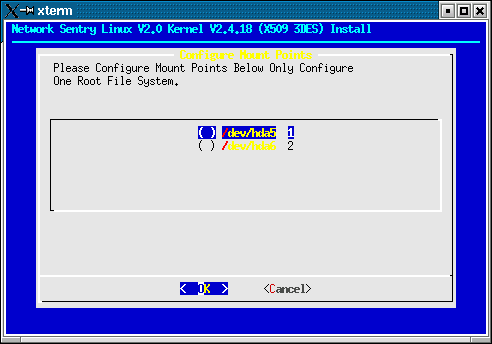 xterm
Network Sentry Linux V2.0 Kernel V2.4.18 (X509 3DES) Install
Configure Mount Points
Please Configure Mount Points Below Only Configure
One Root File System.
( ) /dev/hda5 1
( ) /dev/hda6 2
< OK > <Cancel>